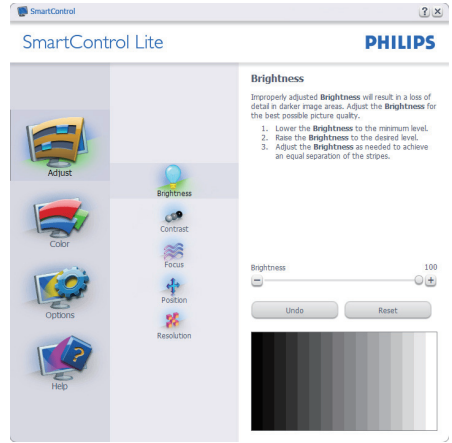 SmartControl
SmartControl Lite
PHILIPS
Adjust
Color
Options
Help
Brightness
Contrast
Focus
Position
Resolution
Brightness
Improperly adjusted Brightness will result in a loss of
detail in darker image areas. Adjust the Brightness for
the best possible picture quality.
1. Lower the Brightness to the minimum level.
2. Raise the Brightness to the desired level.
3. Adjust the Brightness as needed to achieve
an equal separation of the stripes.
Brightness 100
Undo Reset